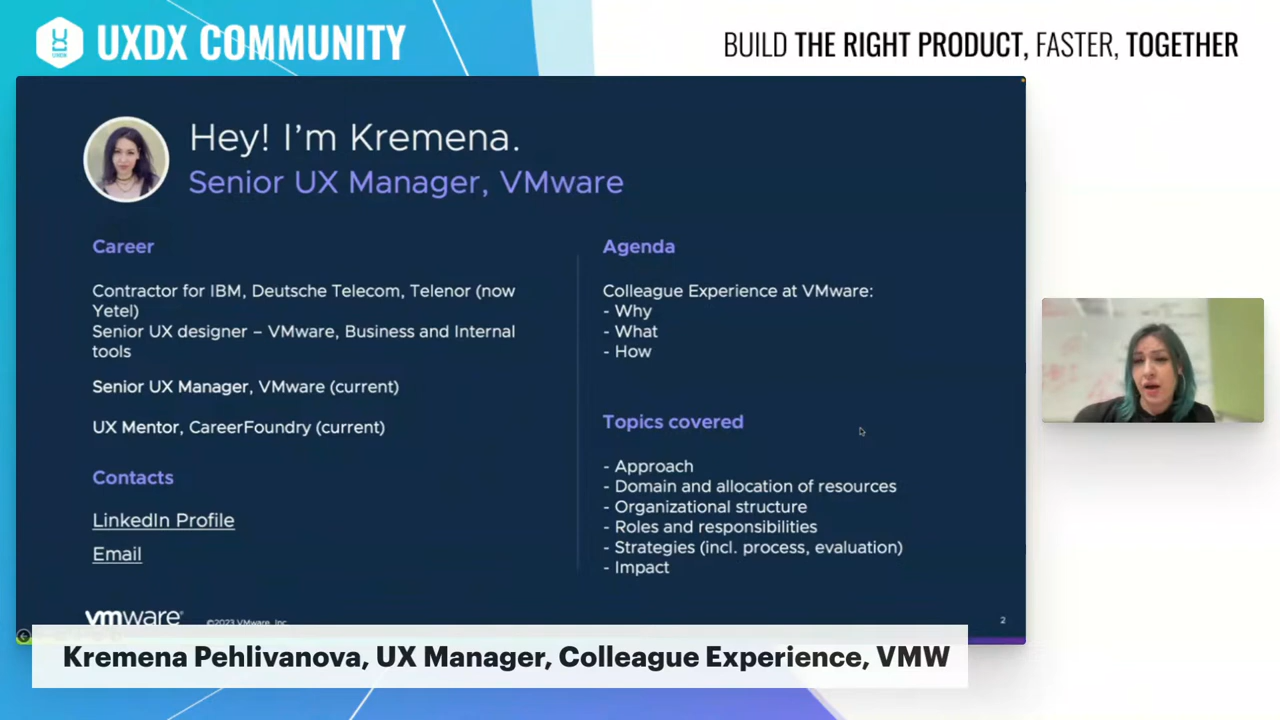 UXDX COMMUNITY
BUILD THE RIGHT PRODUCT, FASTER, TOGETHER
Hey! I'm Kremena.
Senior UX Manager, VMware
Career
Contractor for IBM, Deutsche Telecom, Telenor (now
Yetel)
Senior UX designer – VMware, Business and Internal
tools
Senior UX Manager, VMware (current)
UX Mentor, CareerFoundry (current)
Contacts
LinkedIn Profile
Email
Agenda
Colleague Experience at VMware:
- Why
- What
- How
Topics covered
- Approach
- Domain and allocation of resources
- Organizational structure
- Roles and responsibilities
- Strategies (incl. process, evaluation)
- Impact
vmware®
©2023 VMware, Inc.
2
Kremena Pehlivanova, UX Manager, Colleague Experience, VMW